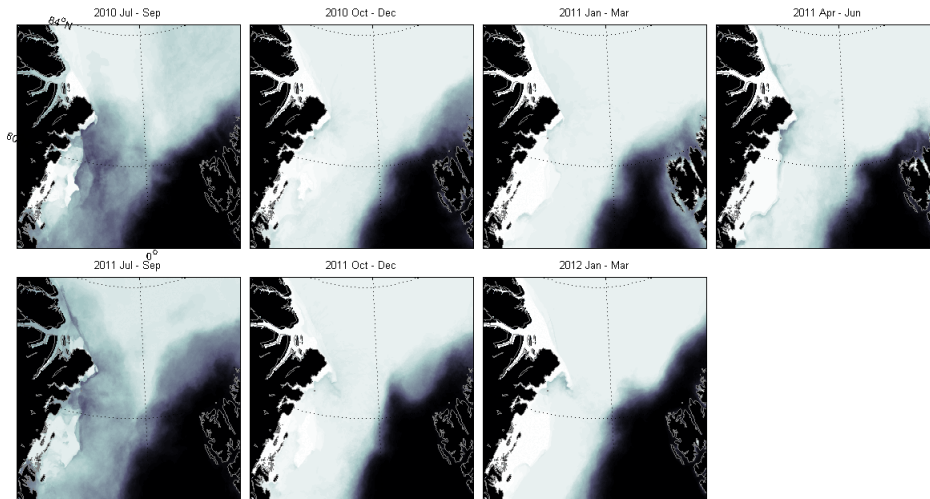 2010 Jul - Sep
2010 Oct - Dec
2011 Jan - Mar
2011 Apr - Jun
84°N
0°
2011 Jul - Sep
2011 Oct - Dec
2012 Jan - Mar